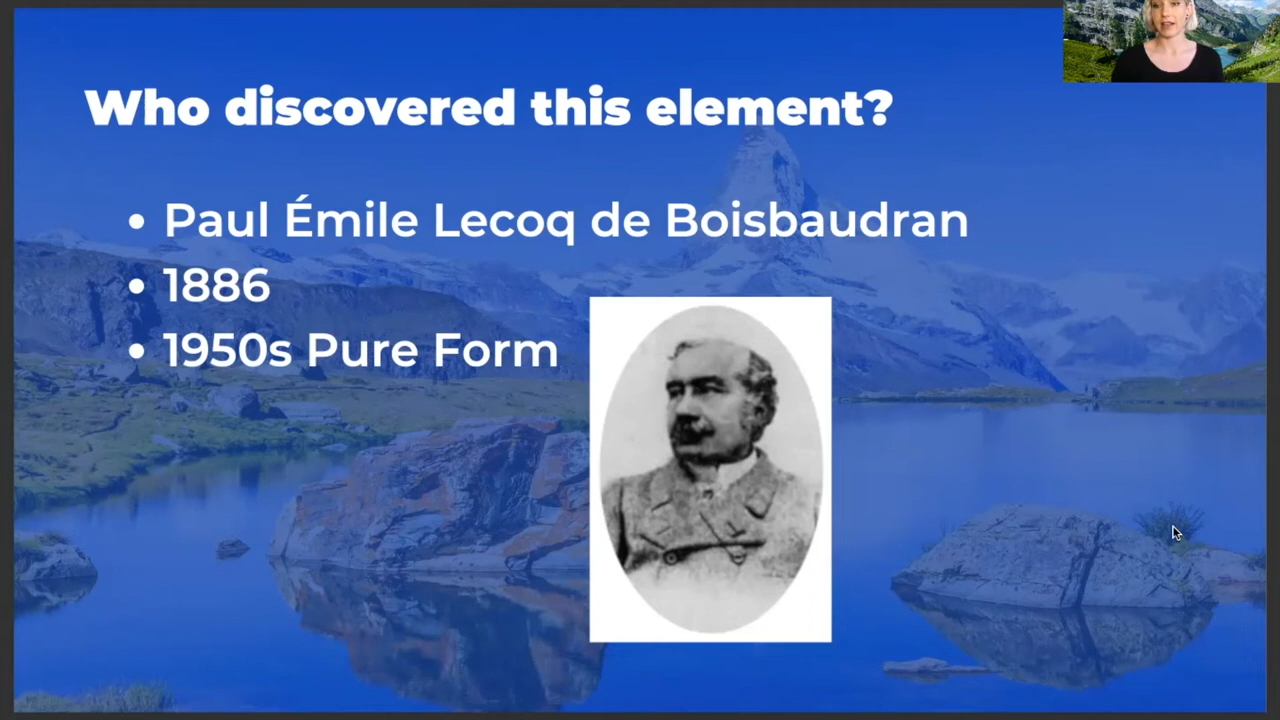 Who discovered this element?
• Paul Émile Lecoq de Boisbaudran
• 1886
• 1950s Pure Form